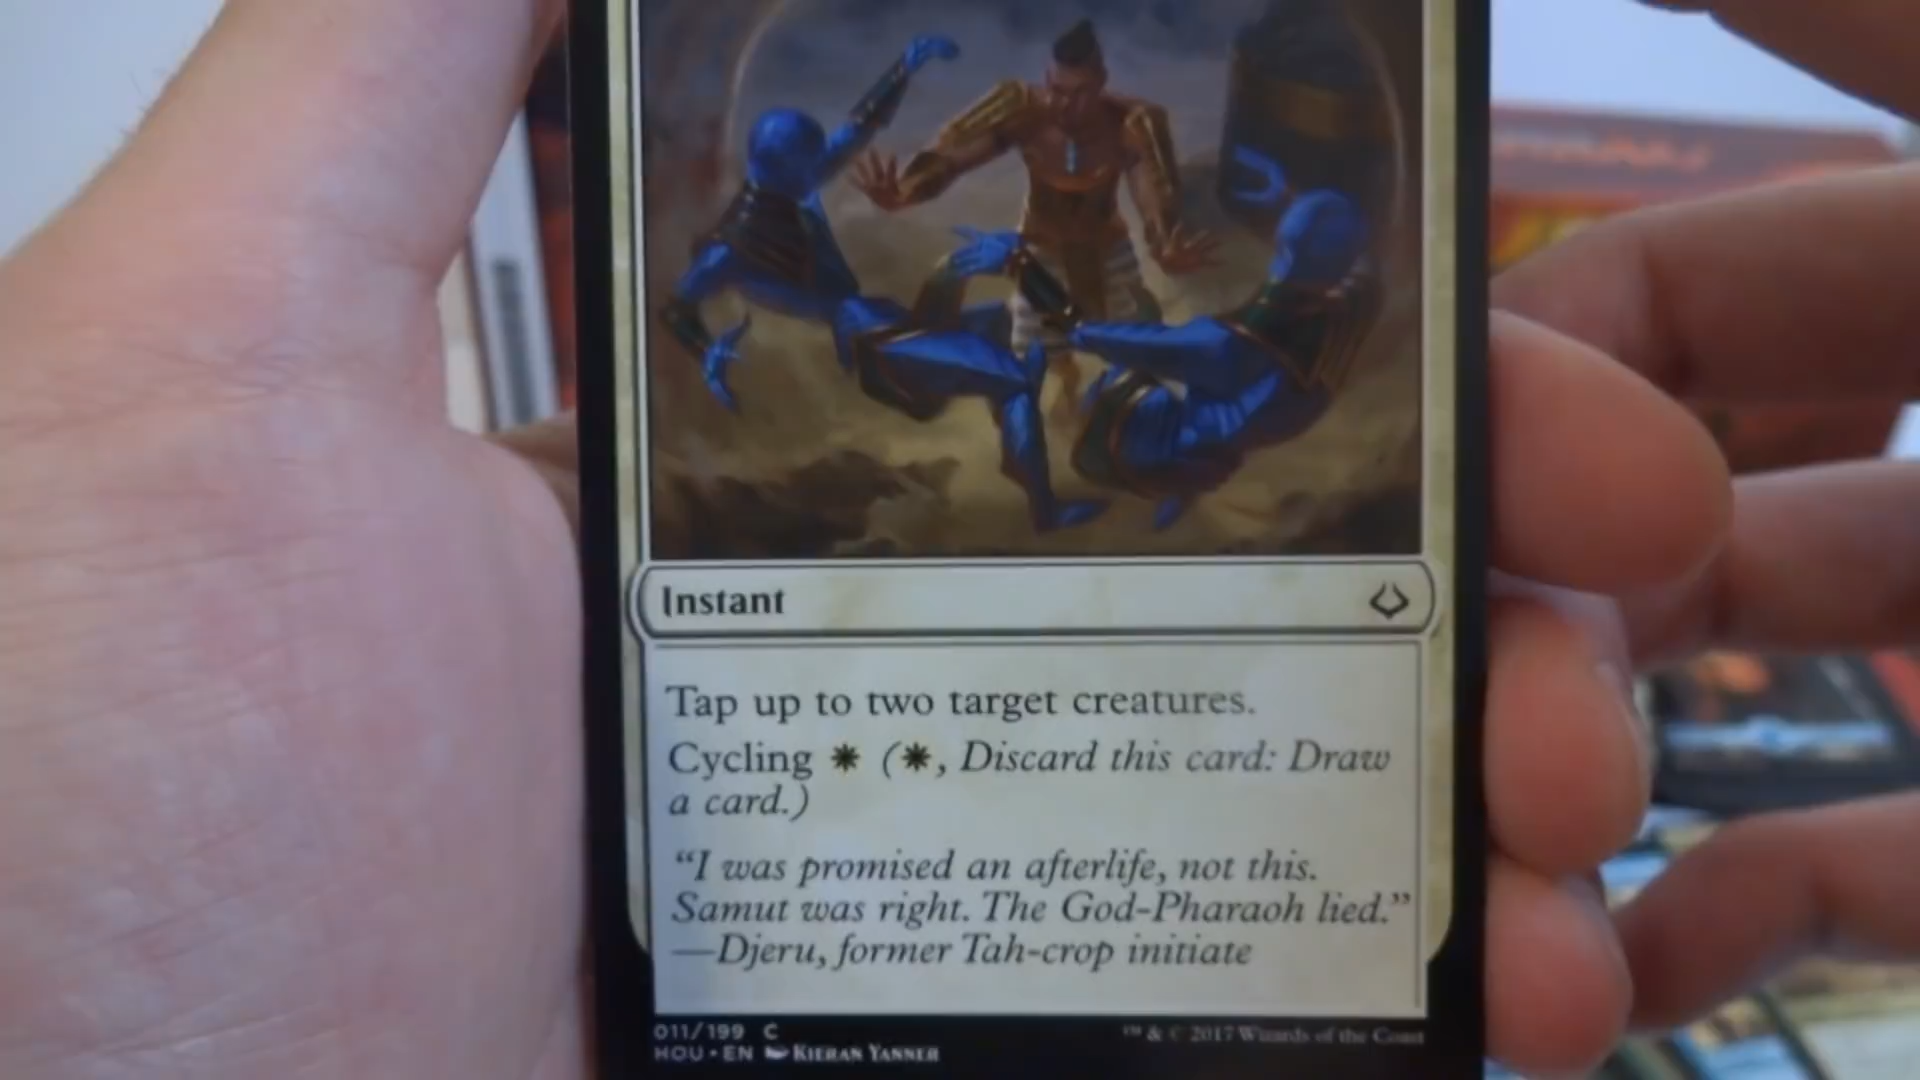 Instant
Tap up to two target creatures.
Cycling (, Discard this card: Draw
a card.)
“I was promised an afterlife, not this.
Samut was right. The God-Pharaoh lied.”
—Djeru, former Tah-crop initiate
011/199 C
™ & © 2017 Wizards of the Coast
HOU • EN KIERAN YANNER